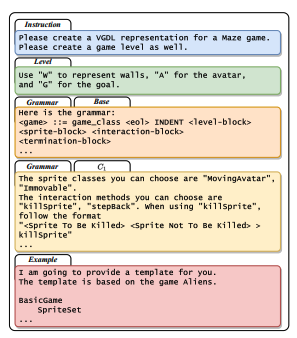 Instruction
Please create a VGDL representation for a Maze game.
Please create a game level as well.
Level
Use "W" to represent walls, "A" for the avatar,
and "G" for the goal.
Grammar Base
Here is the grammar:
<game> ::= game_class <eol> INDENT <level-block>
<sprite-block> <interaction-block>
<termination-block>
...
Grammar C₁
The sprite classes you can choose are "MovingAvatar",
"Immovable".
The interaction methods you can choose are
"killSprite", "stepBack". When using "killSprite",
follow the format
"<Sprite To Be Killed> <Sprite Not To Be Killed> >
killSprite"
...
Example
I am going to provide a template for you.
The template is based on the game Aliens.
BasicGame
SpriteSet
...